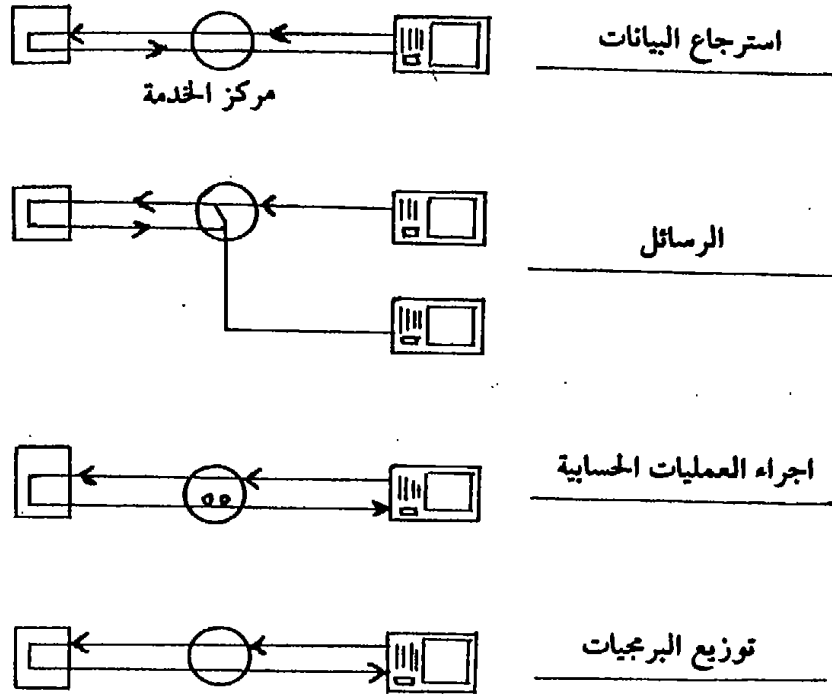 استرجاع البيانات
مركز الخدمة
الرسائل
اجراء العمليات الحسابية
توزيع البرمجيات